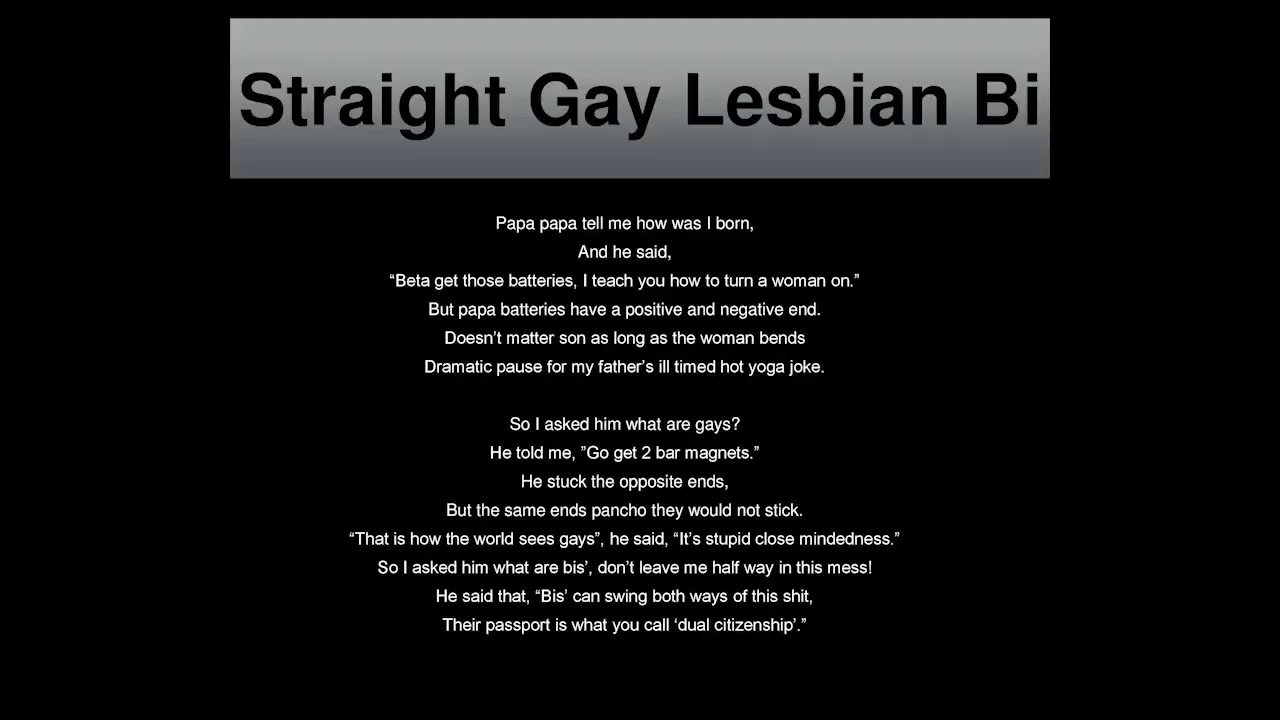 Straight Gay Lesbian Bi
Papa papa tell me how was I born,
And he said,
“Beta get those batteries, I teach you how to turn a woman on.”
But papa batteries have a positive and negative end.
Doesn’t matter son as long as the woman bends
Dramatic pause for my father’s ill timed hot yoga joke.
So I asked him what are gays?
He told me, ”Go get 2 bar magnets.”
He stuck the opposite ends,
But the same ends pancho they would not stick.
“That is how the world sees gays”, he said, “It’s stupid close mindedness.”
So I asked him what are bis’, don’t leave me half way in this mess!
He said that, “Bis’ can swing both ways of this shit,
Their passport is what you call ‘dual citizenship’.”